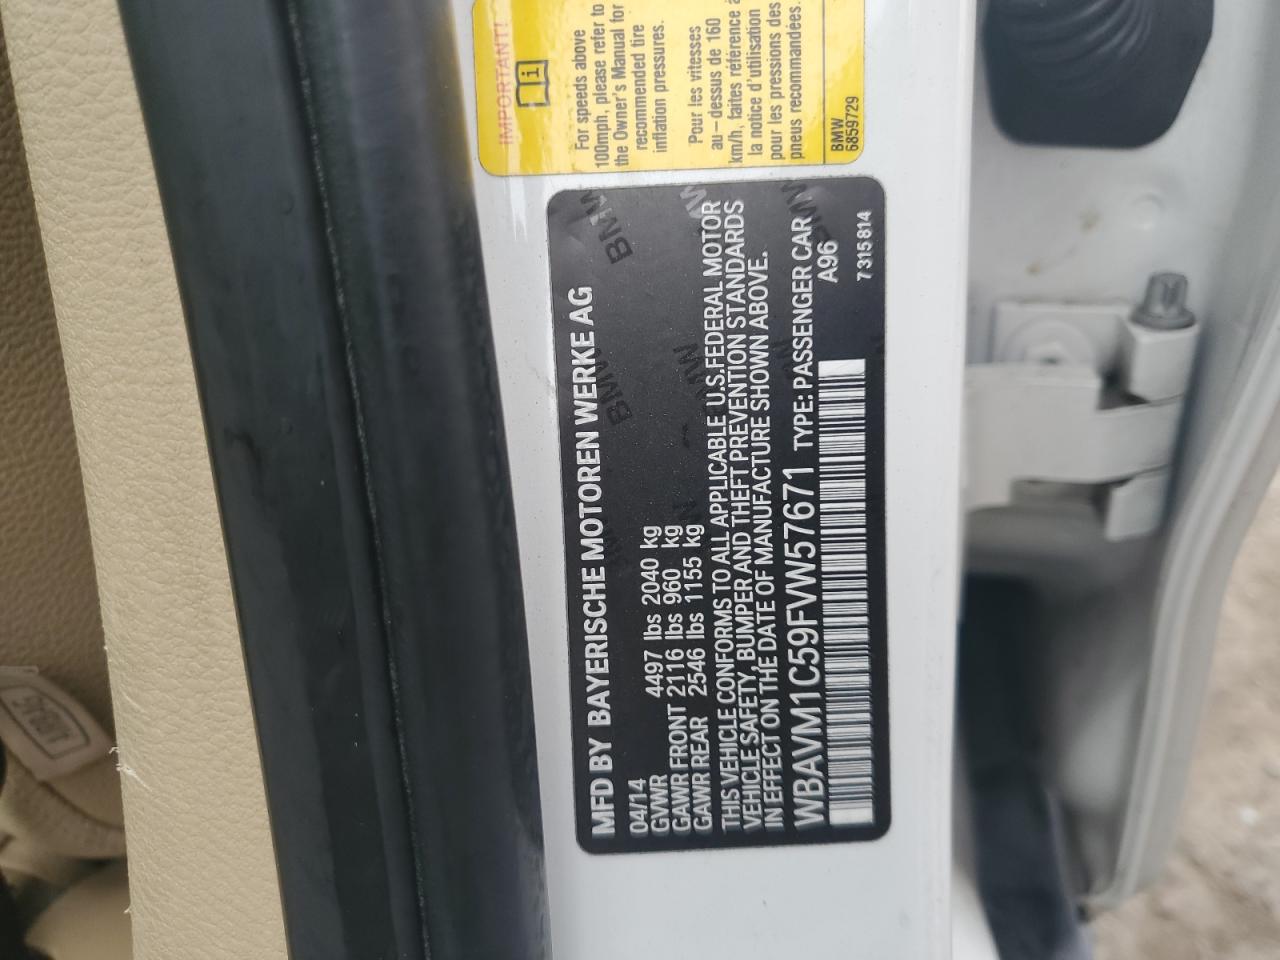 IMPORTANT!
For speeds above
100mph, please refer to
the Owner's Manual for
recommended tire
inflation pressures.
Pour les vitesses
au-dessus de 160
km/h, faites référence à
la notice d'utilisation
pour les pressions des
pneus recommandées.
BMW
6859729
MFD BY BAYERISCHE MOTOREN WERKE AG
04/14
GVWR 4497 lbs 2040 kg
GAWR FRONT 2116 lbs 960 kg
GAWR REAR 2546 lbs 1155 kg
THIS VEHICLE CONFORMS TO ALL APPLICABLE U.S.FEDERAL MOTOR
VEHICLE SAFETY, BUMPER AND THEFT PREVENTION STANDARDS
IN EFFECT ON THE DATE OF MANUFACTURE SHOWN ABOVE.
WBAVM1C59FVW57671 TYPE: PASSENGER CAR
A96
7315814